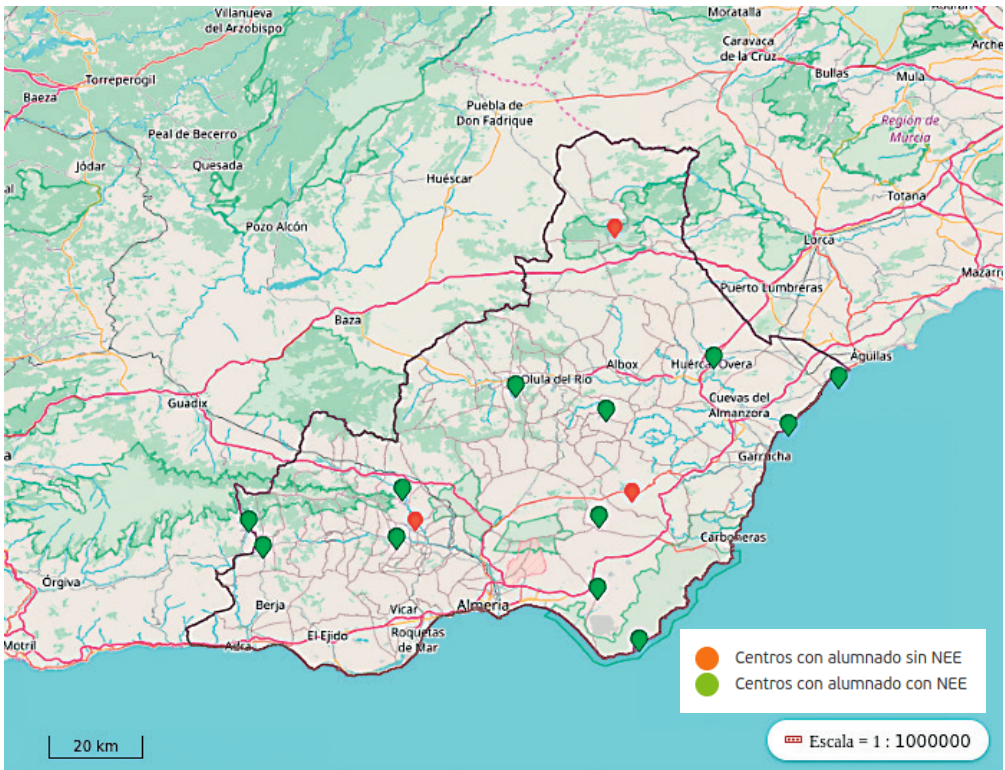 Villanueva
del Arzobispo
Moratalla
Caravaca
de la Cruz
Torreperogil
Baeza
Bullas
Mula
Puebla de
Don Fadrique
Región de
Murcia
Peal de Becerro
Jódar
Quesada
Huéscar
Totana
Pozo Alcón
Lorca
Puerto Lumbreras
Baza
Águilas
Albox
Huércal-Overa
Olula del Río
Guadix
Cuevas del
Almanzora
Garrucha
Carboneras
Órgiva
Berja
Vícar
Almería
Roquetas
de Mar
El Ejido
Motril
Adra
Centros con alumnado sin NEE
Centros con alumnado con NEE
20 km
Escala = 1 : 1000000